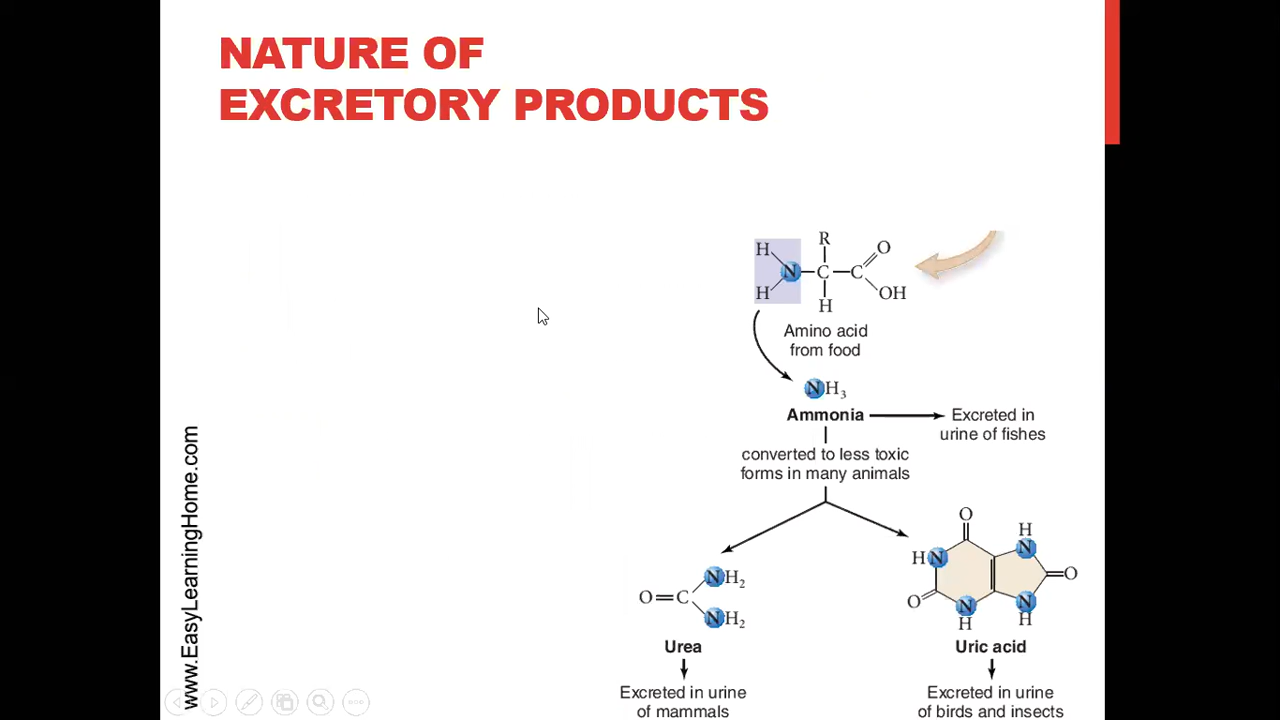 NATURE OF
EXCRETORY PRODUCTS
R
H
O
N
C
C
H
OH
H
Amino acid
from food
NH3
Ammonia
Excreted in
urine of fishes
converted to less toxic
forms in many animals
O
H
HN
N
NH2
O=C
O
O
N
N
NH2
H
H
Urea
Uric acid
Excreted in urine
of mammals
Excreted in urine
of birds and insects
www.EasyLearningHome.com